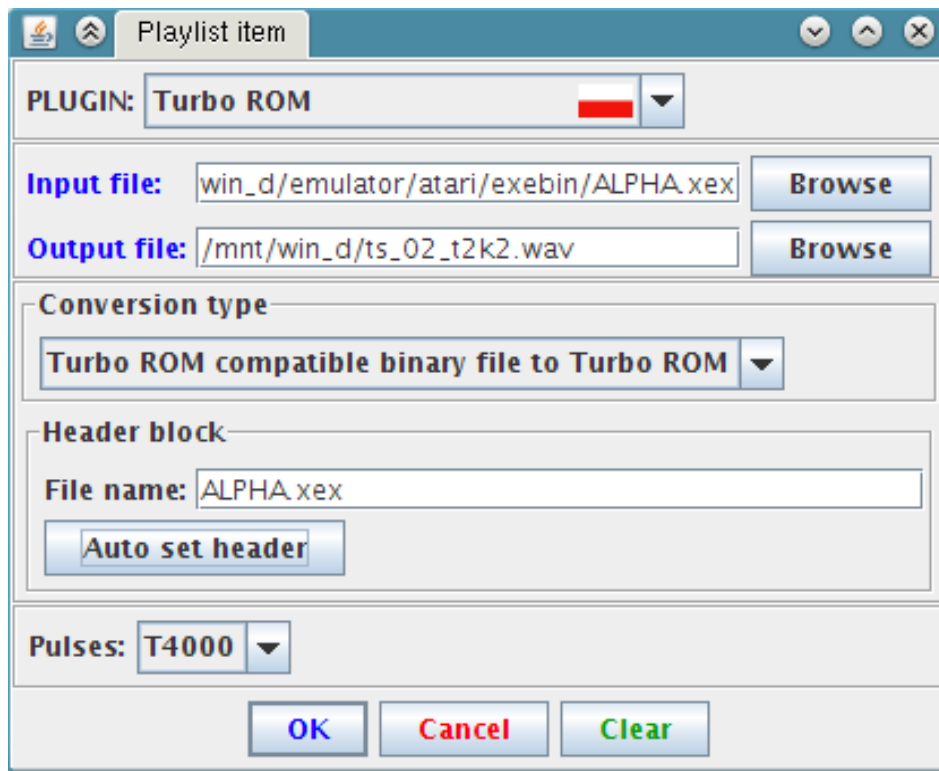 Playlist item
PLUGIN: Turbo ROM
Input file: win_d/emulator/atari/exebin/ALPHA.xex Browse
Output file: /mnt/win_d/ts_02_t2k2.wav Browse
Conversion type
Turbo ROM compatible binary file to Turbo ROM
Header block
File name: ALPHA.xex
Auto set header
Pulses: T4000
OK Cancel Clear